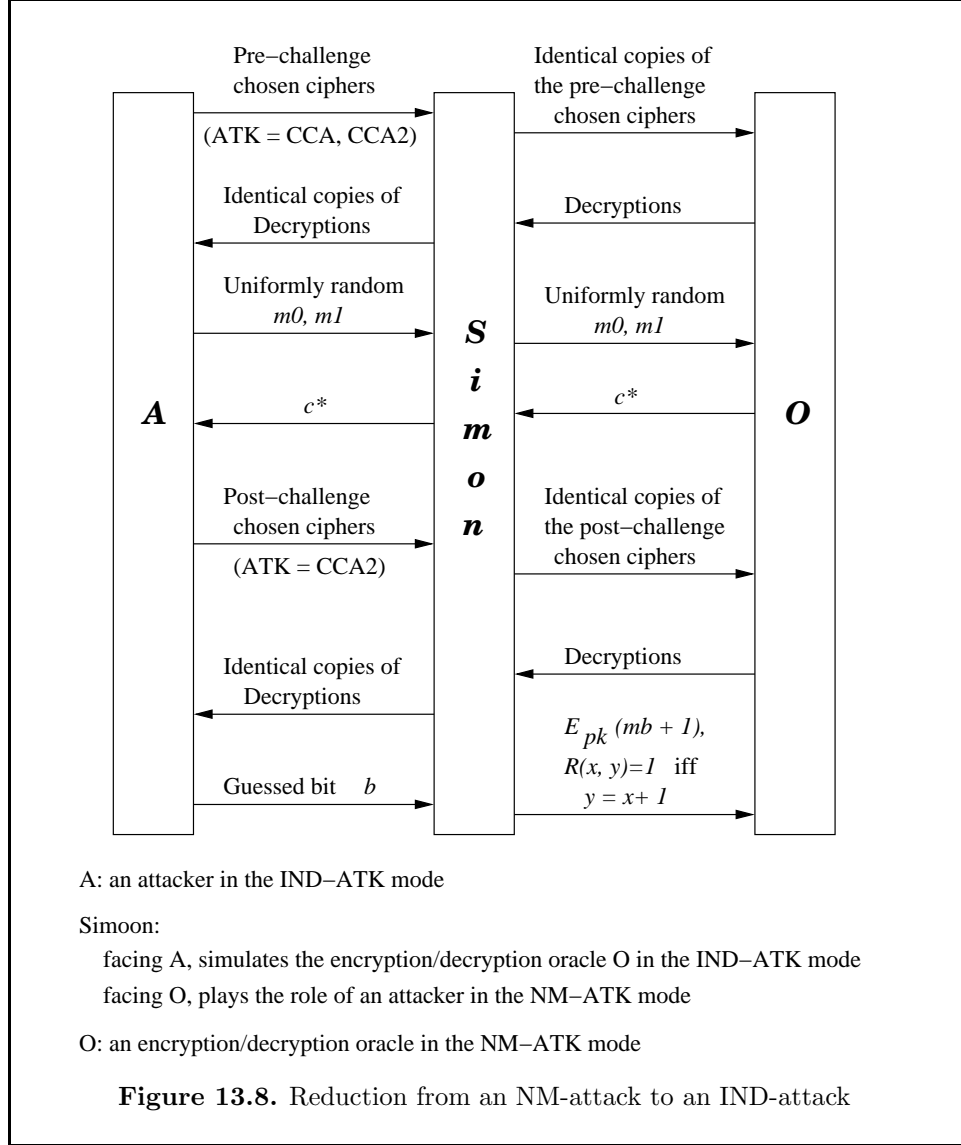 Pre−challenge
chosen ciphers
(ATK = CCA, CCA2)
Identical copies of
the pre−challenge
chosen ciphers
Identical copies of
Decryptions
Decryptions
Uniformly random
m0, m1
Uniformly random
m0, m1
A
S
i
m
o
n
O
c*
c*
Post−challenge
chosen ciphers
(ATK = CCA2)
Identical copies of
the post−challenge
chosen ciphers
Identical copies of
Decryptions
Decryptions
Guessed bit b
E pk (mb + 1),
R(x, y)=1 iff
y = x+ 1
A: an attacker in the IND−ATK mode
Simoon:
facing A, simulates the encryption/decryption oracle O in the IND−ATK mode
facing O, plays the role of an attacker in the NM−ATK mode
O: an encryption/decryption oracle in the NM−ATK mode
Figure 13.8. Reduction from an NM-attack to an IND-attack